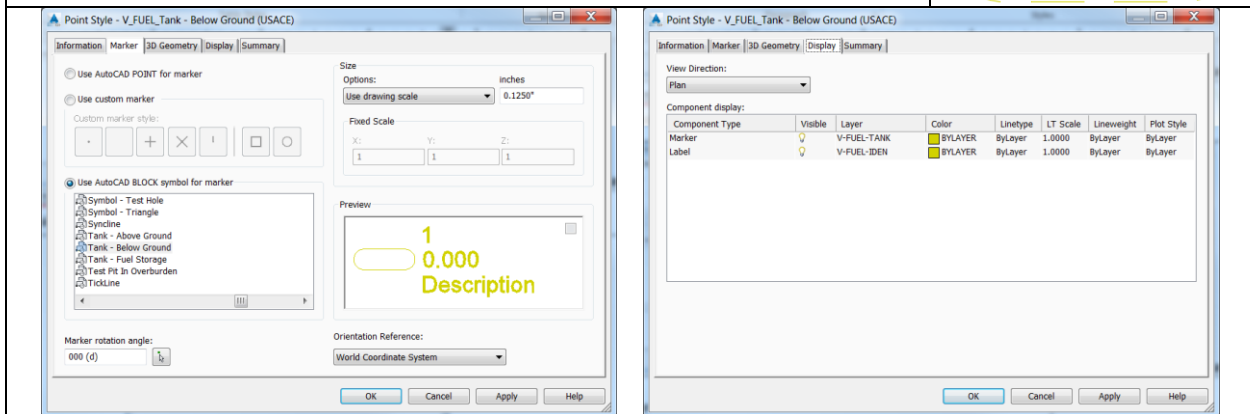 Point Style - V_FUEL_Tank - Below Ground (USACE)
Information Marker 3D Geometry Display Summary
Use AutoCAD POINT for marker
Use custom marker
Custom marker style:
Use AutoCAD BLOCK symbol for marker
Symbol - Test Hole
Symbol - Triangle
Syncline
Tank - Above Ground
Tank - Below Ground
Tank - Fuel Storage
Test Pit In Overburden
TickLine
Marker rotation angle:
000 (d)
Size
Options: inches
Use drawing scale 0.1250"
Fixed Scale
X: Y: Z:
1 1 1
Preview
1
0.000
Description
Orientation Reference:
World Coordinate System
OK Cancel Apply Help
Point Style - V_FUEL_Tank - Below Ground (USACE)
Information Marker 3D Geometry Display Summary
View Direction:
Plan
Component display:
Component Type Visible Layer Color Linetype LT Scale Lineweight Plot Style
Marker V-FUEL-TANK BYLAYER ByLayer 1.0000 ByLayer ByLayer
Label V-FUEL-IDEN BYLAYER ByLayer 1.0000 ByLayer ByLayer
OK Cancel Apply Help